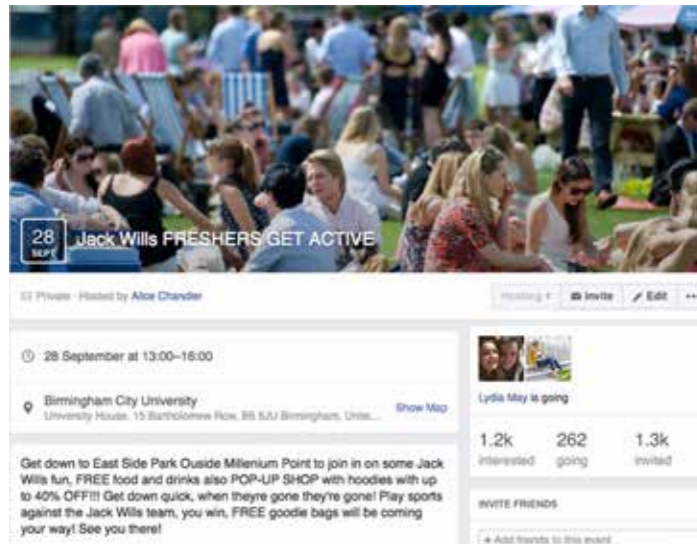 28
SEPT
Jack Wills FRESHERS GET ACTIVE
Private · Hosted by Alice Chandler
Hosting
Invite
Edit
28 September at 13:00–16:00
Birmingham City University
University House, 15 Bartholomew Row, B5 5JU Birmingham, Unite...
Show Map
Lydia May is going
1.2k 262 1.3k
interested going invited
Get down to East Side Park Ouside Millenium Point to join in on some Jack
Wills fun, FREE food and drinks also POP-UP SHOP with hoodies with up
to 40% OFF!!! Get down quick, when theyre gone they're gone! Play sports
against the Jack Wills team, you win, FREE goodie bags will be coming
your way! See you there!
INVITE FRIENDS
+ Add friends to this event